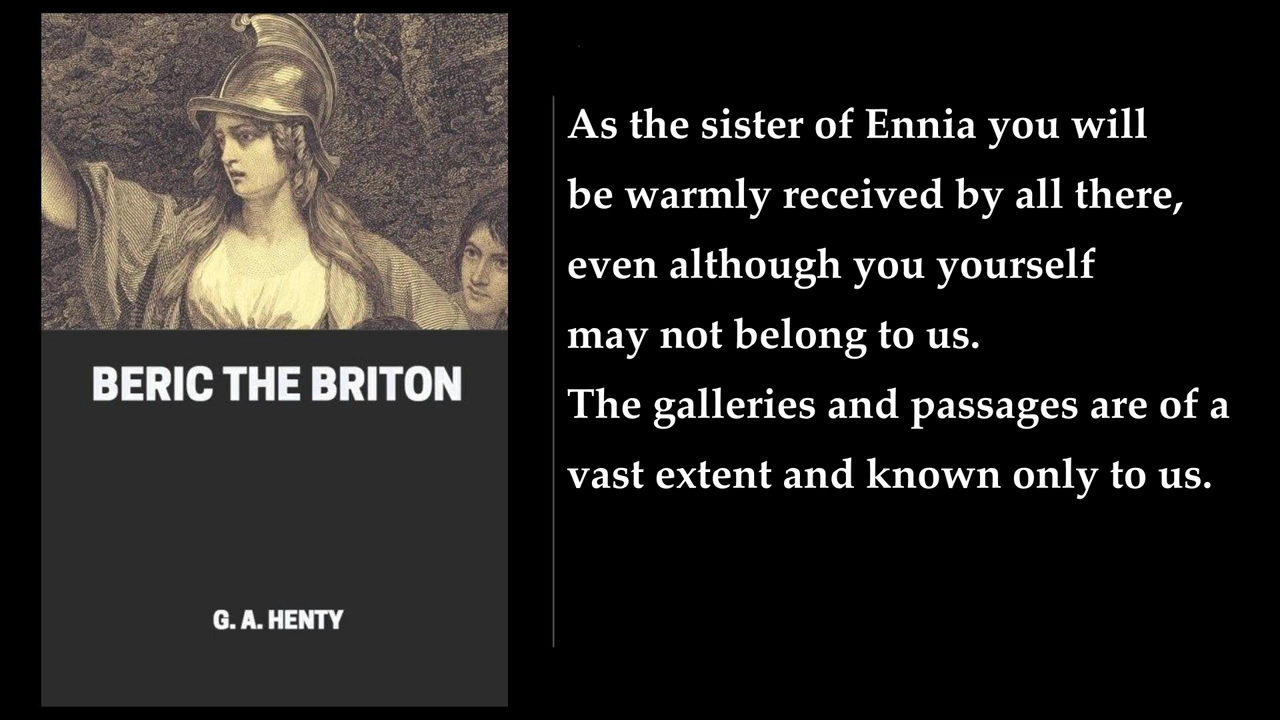 BERIC THE BRITON
G. A. HENTY
As the sister of Ennia you will
be warmly received by all there,
even although you yourself
may not belong to us.
The galleries and passages are of a
vast extent and known only to us.